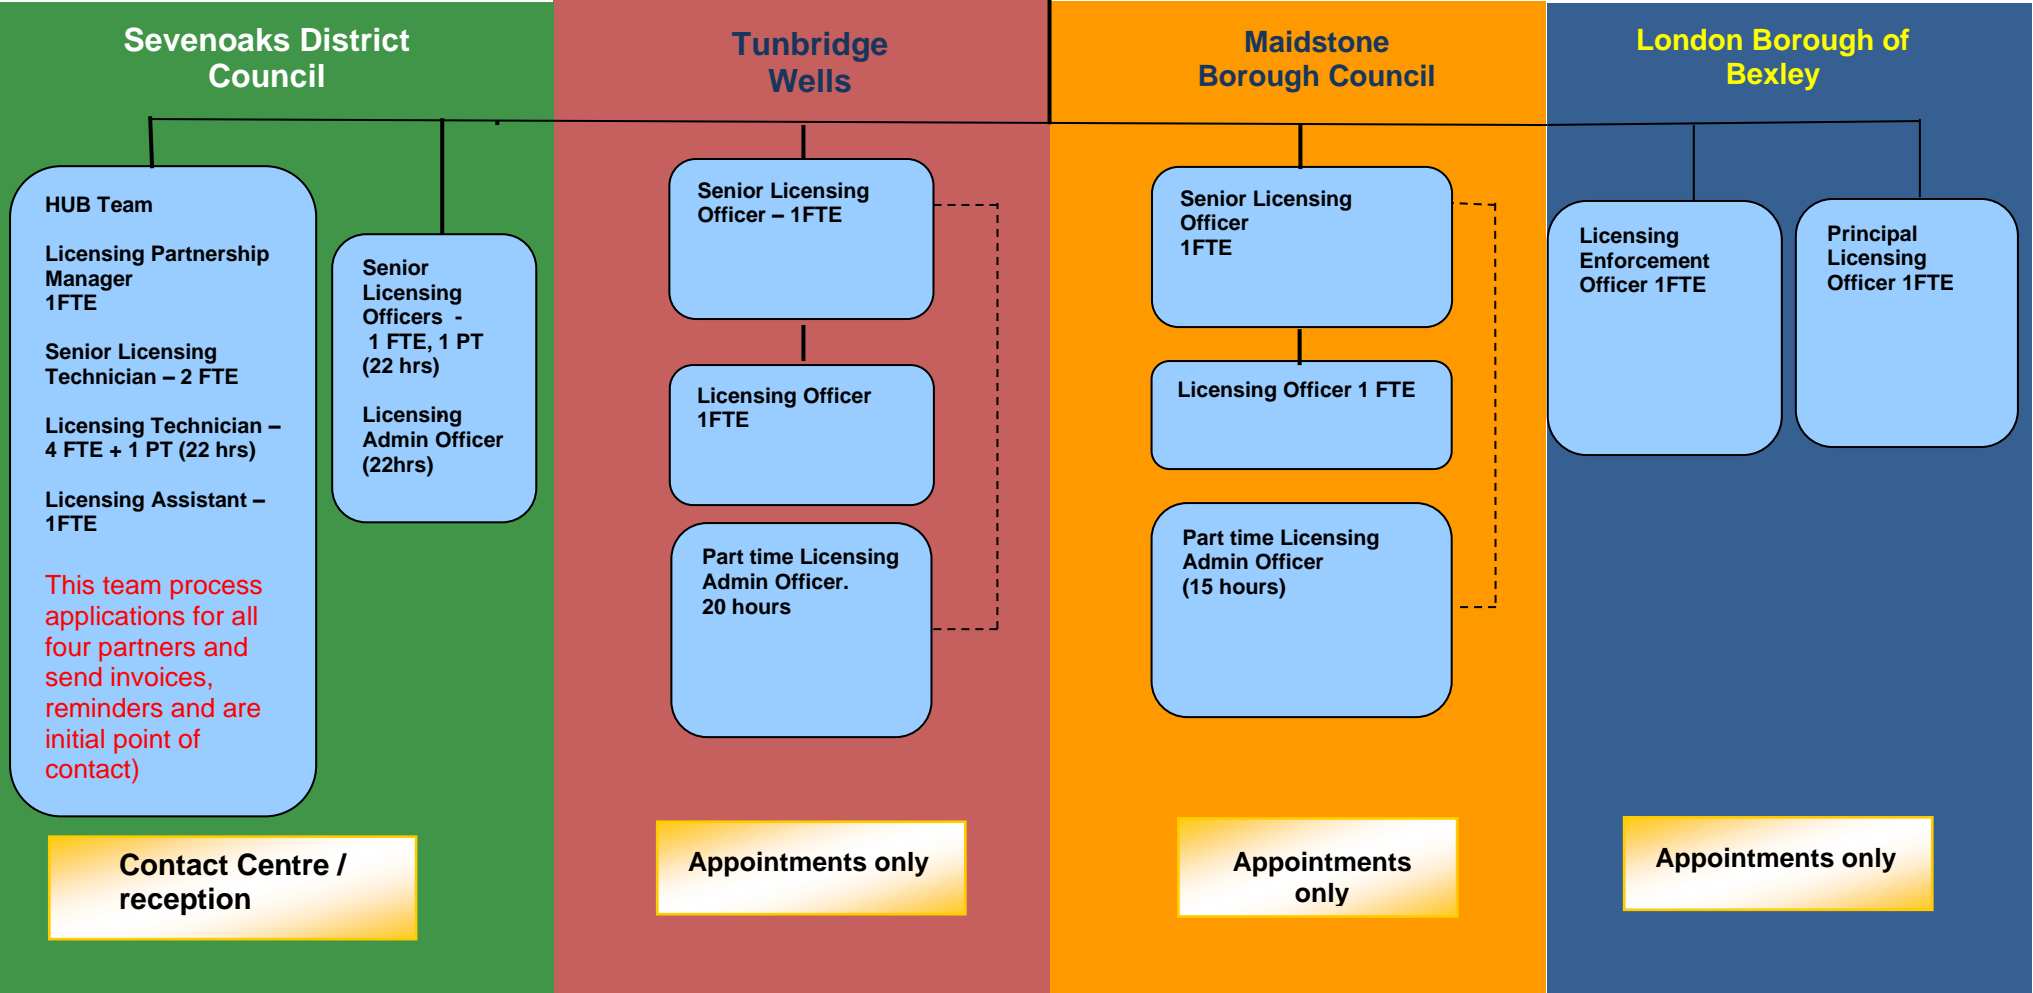 Sevenoaks District
Council
HUB Team
Licensing Partnership
Manager
1FTE
Senior Licensing
Technician – 2 FTE
Licensing Technician –
4 FTE + 1 PT (22 hrs)
Licensing Assistant –
1FTE
This team process
applications for all
four partners and
send invoices,
reminders and are
initial point of
contact)
Senior
Licensing
Officers  -
1 FTE, 1 PT
(22 hrs)
Licensing
Admin Officer
(22hrs)
Contact Centre /
reception
Tunbridge
Wells
Senior Licensing
Officer – 1FTE
Licensing Officer
1FTE
Part time Licensing
Admin Officer.
20 hours
Appointments only
Maidstone
Borough Council
Senior Licensing
Officer
1FTE
Licensing Officer 1 FTE
Part time Licensing
Admin Officer
(15 hours)
Appointments
only
London Borough of
Bexley
Licensing
Enforcement
Officer 1FTE
Principal
Licensing
Officer 1FTE
Appointments only